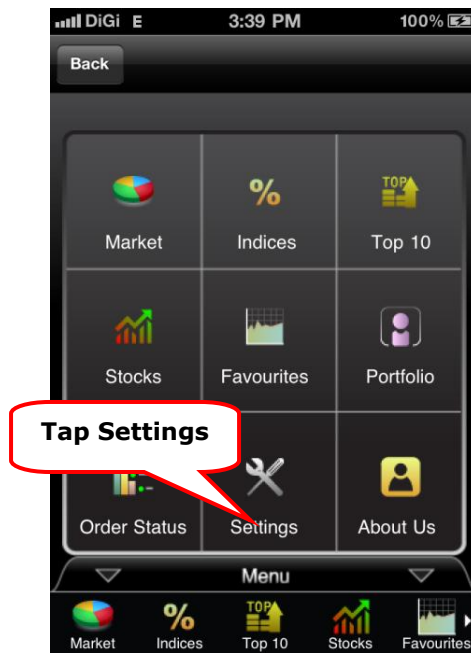 DiGi E 3:39 PM 100%
Back
TOP
Market Indices Top 10
Stocks Favourites Portfolio
Tap Settings
Order Status Settings About Us
Menu
TOP
Market Indices Top 10 Stocks Favourites